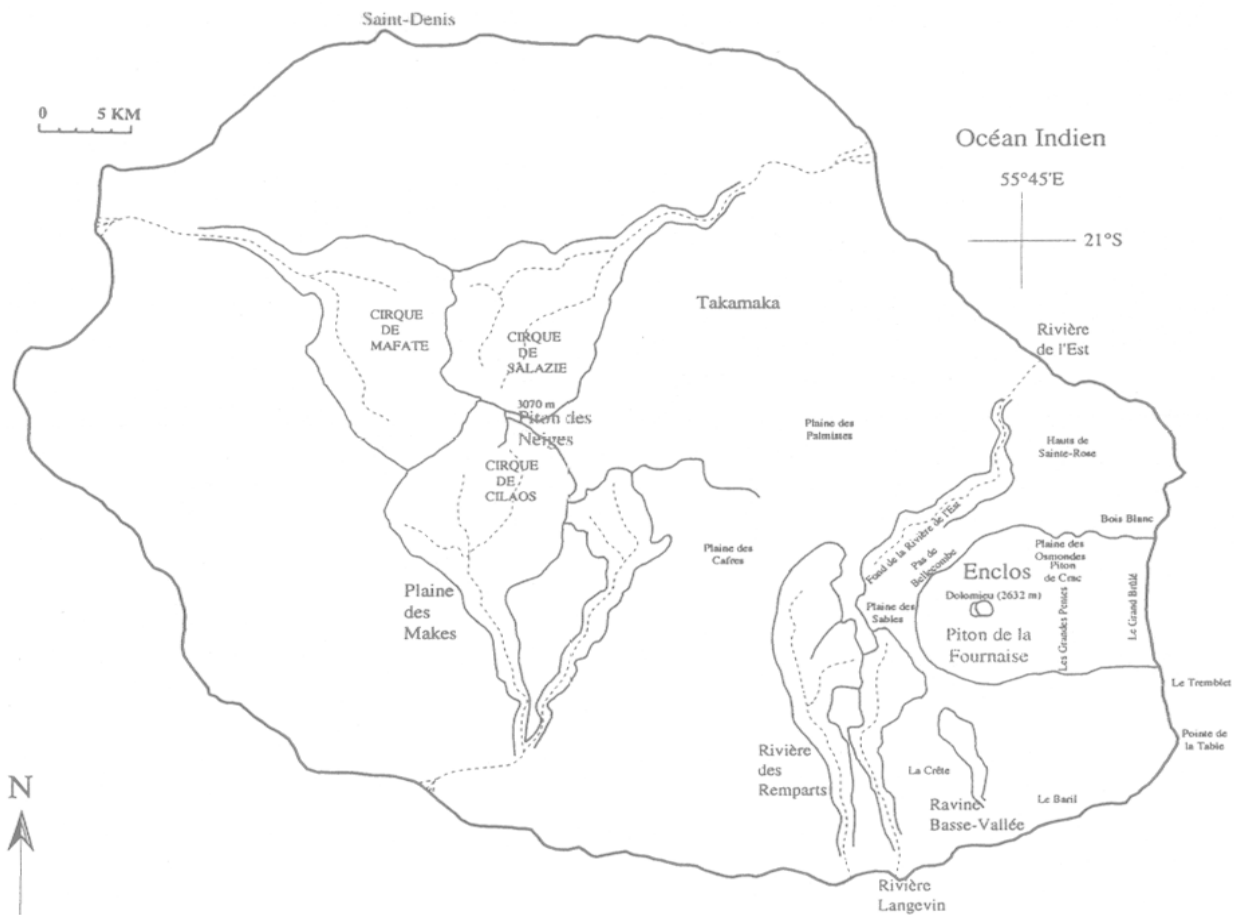 Saint-Denis
0 5 KM
Océan Indien
55°45'E
21°S
Takamaka
Rivière
de l'Est
CIRQUE
DE
MAFATE
CIRQUE
DE
SALAZIE
3070 m
Piton des
Neiges
CIRQUE
DE
CILAOS
Plaine des
Palmisses
Hauts de
Sainte-Rose
Fond de la Rivière de l'Est
Pas de
Bellecombe
Bois Blanc
Plaine des
Osmondes
Piton
de Crac
Enclos
Dolomieu (2632 m)
Plaine des
Cafres
Plaine des
Sables
Piton de la
Fournaise
Les Grandes Pentes
Le Grand Brûlé
Plaine
des
Makes
Le Tremblet
Pointe de
la Table
Rivière
des
Remparts
La Crête
Ravine
Basse-Vallée
Le Baril
N
Rivière
Langevin